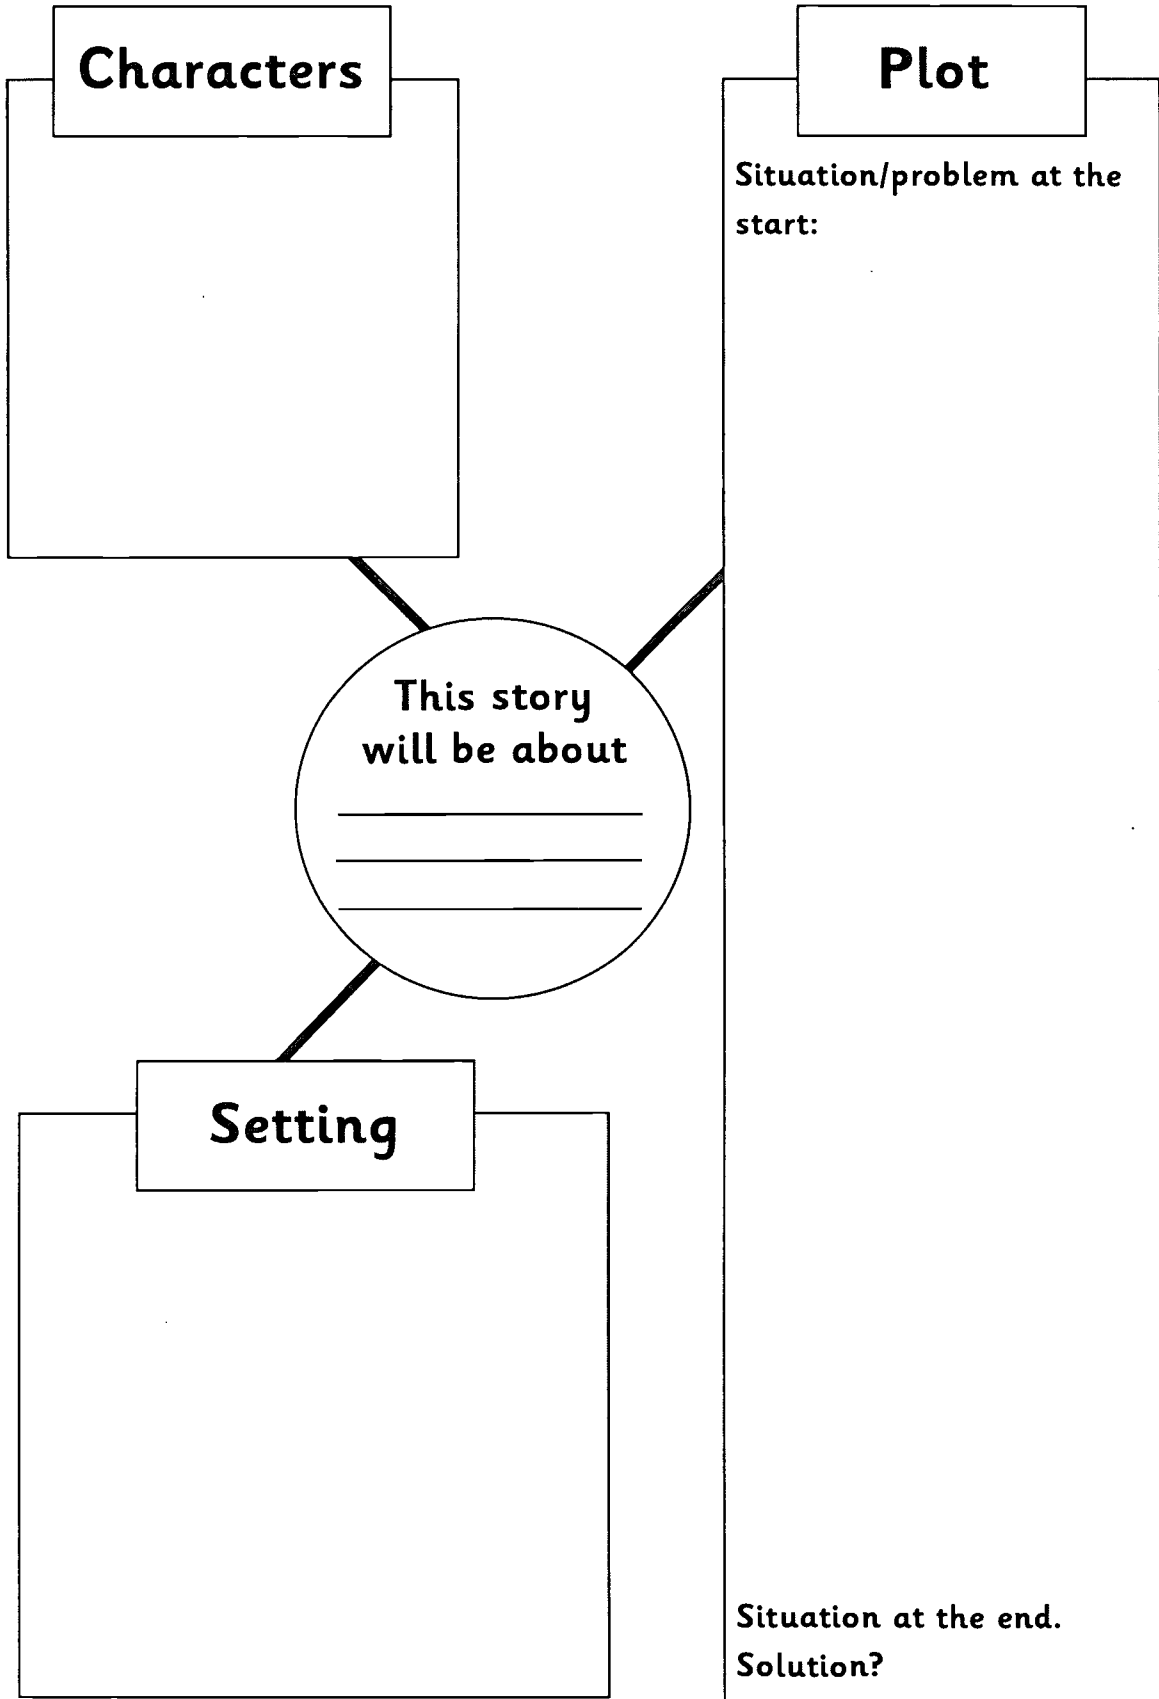 Characters
Plot
Situation/problem at the
start:
This story
will be about
Setting
Situation at the end.
Solution?